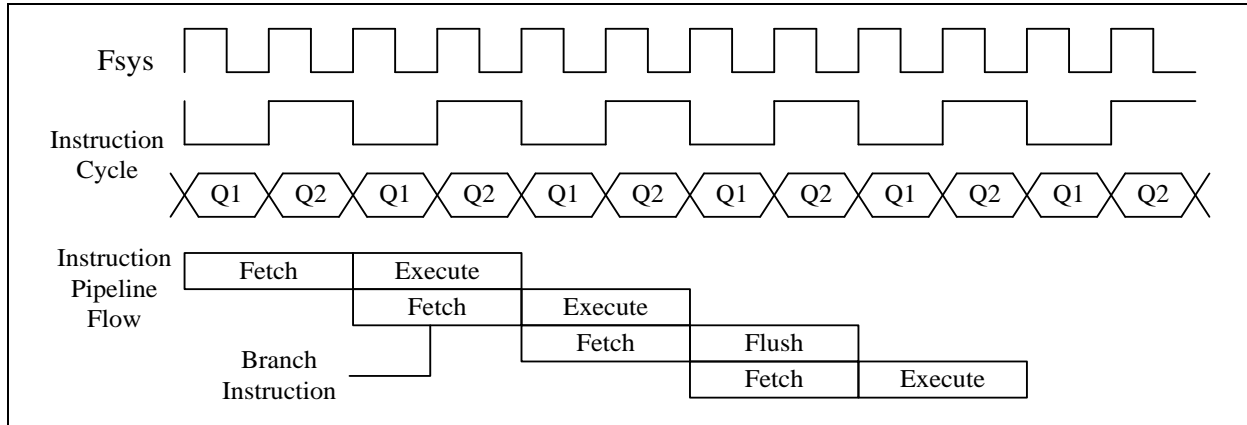 Fsys
Instruction
Cycle
Q1 Q2 Q1 Q2 Q1 Q2 Q1 Q2 Q1 Q2 Q1 Q2
Instruction
Pipeline
Flow
Fetch Execute
Fetch Execute
Fetch Flush
Fetch Execute
Branch
Instruction